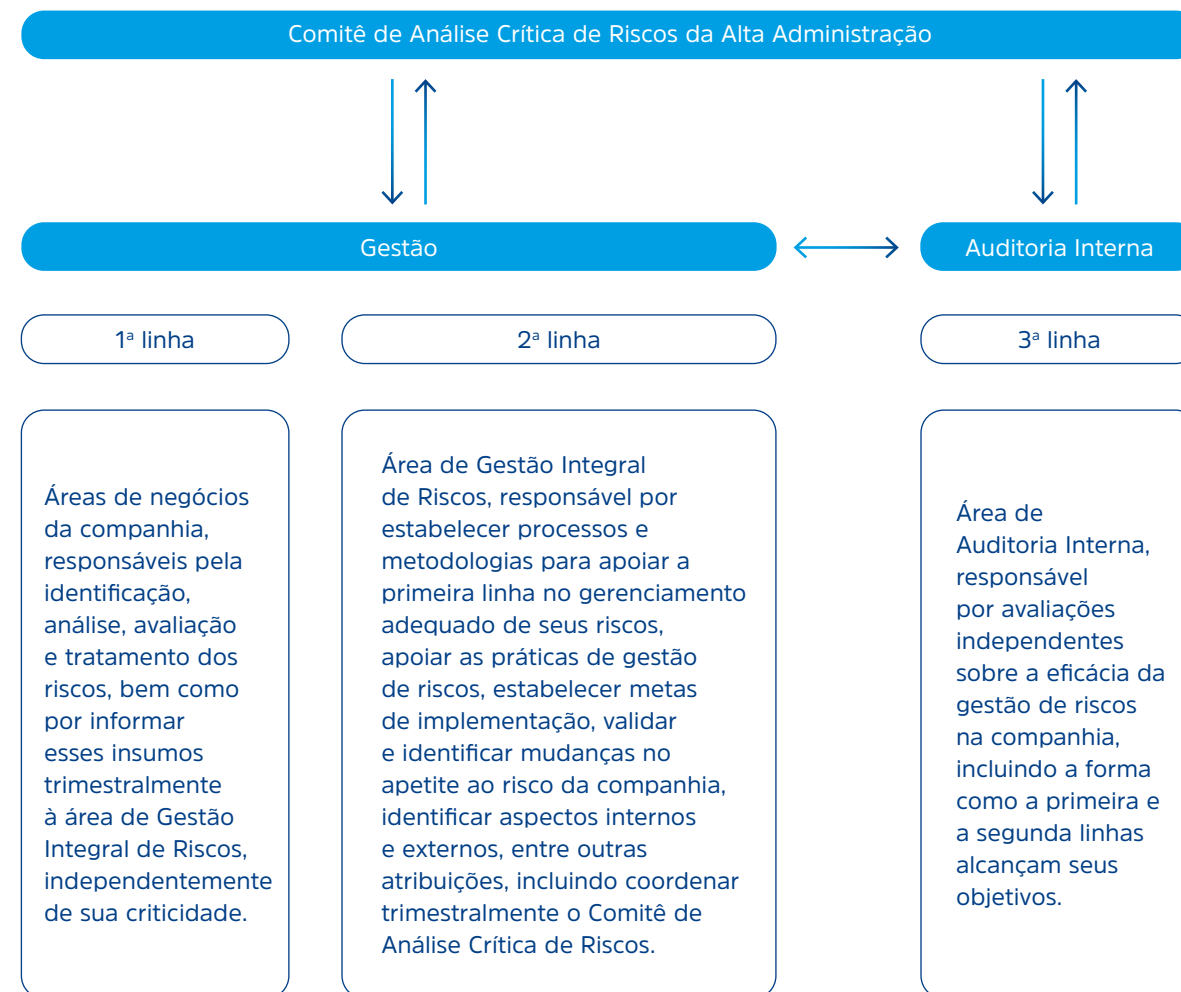 Comitê de Análise Crítica de Riscos da Alta Administração
Gestão
Auditoria Interna
1ª linha
2ª linha
3ª linha
Áreas de negócios
da companhia,
responsáveis pela
identificação,
análise, avaliação
e tratamento dos
riscos, bem como
por informar
esses insumos
trimestralmente
à área de Gestão
Integral de Riscos,
independentemente
de sua criticidade.
Área de Gestão Integral
de Riscos, responsável por
estabelecer processos e
metodologias para apoiar a
primeira linha no gerenciamento
adequado de seus riscos,
apoiar as práticas de gestão
de riscos, estabelecer metas
de implementação, validar
e identificar mudanças no
apetite ao risco da companhia,
identificar aspectos internos
e externos, entre outras
atribuições, incluindo coordenar
trimestralmente o Comitê de
Análise Crítica de Riscos.
Área de
Auditoria Interna,
responsável
por avaliações
independentes
sobre a eficácia da
gestão de riscos
na companhia,
incluindo a forma
como a primeira e
a segunda linhas
alcançam seus
objetivos.